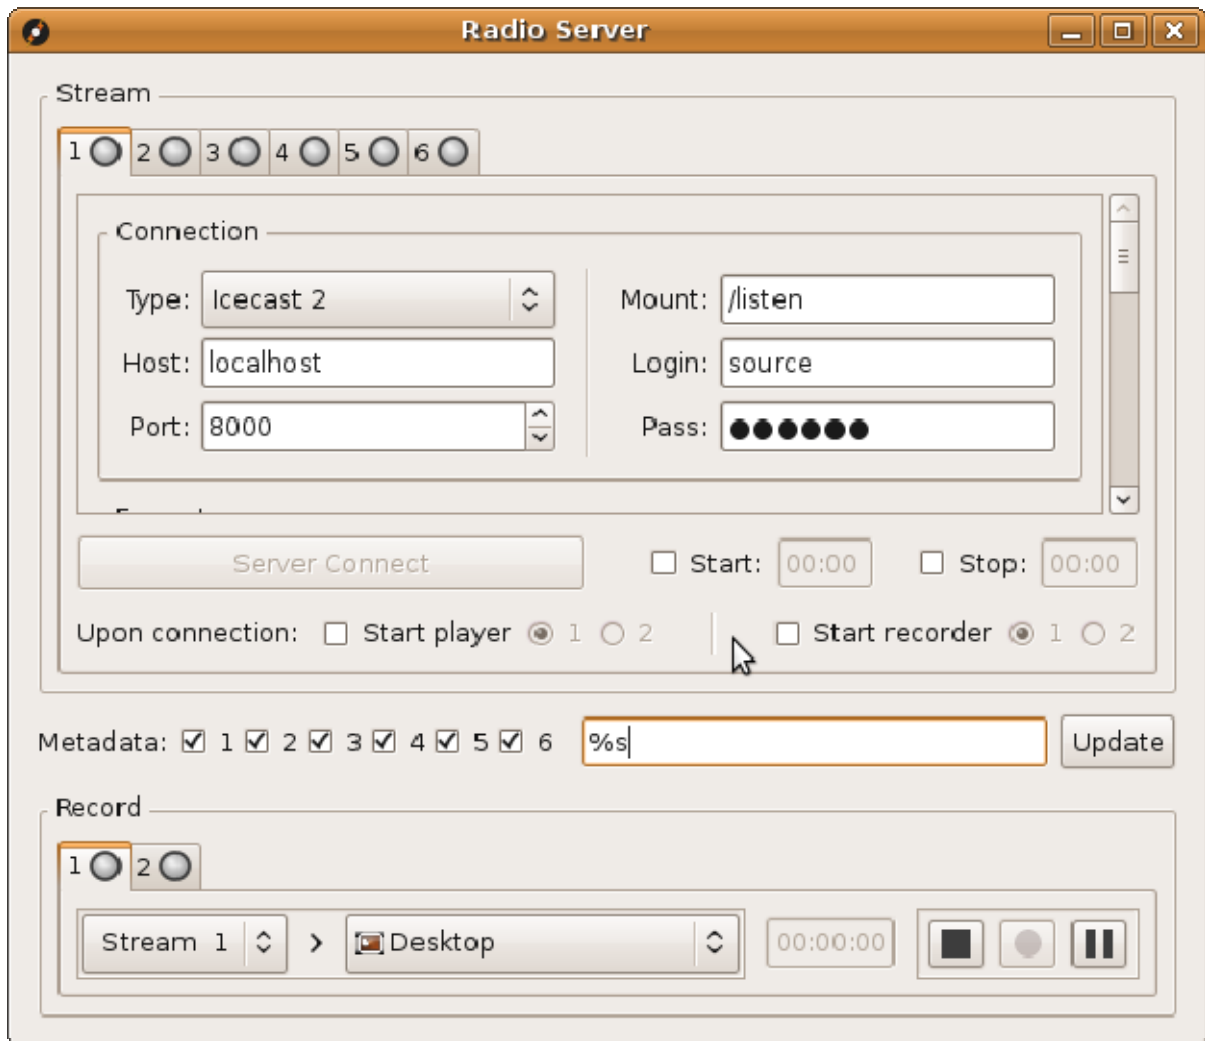 Radio Server
Stream
1 2 3 4 5 6
Connection
Type: Icecast 2 Mount: /listen
Host: localhost Login: source
Port: 8000 Pass: ●●●●●●
Server Connect Start: 00:00 Stop: 00:00
Upon connection: Start player 1 2 Start recorder 1 2
Metadata: 1 2 3 4 5 6 %s Update
Record
1 2
Stream 1 > Desktop 00:00:00